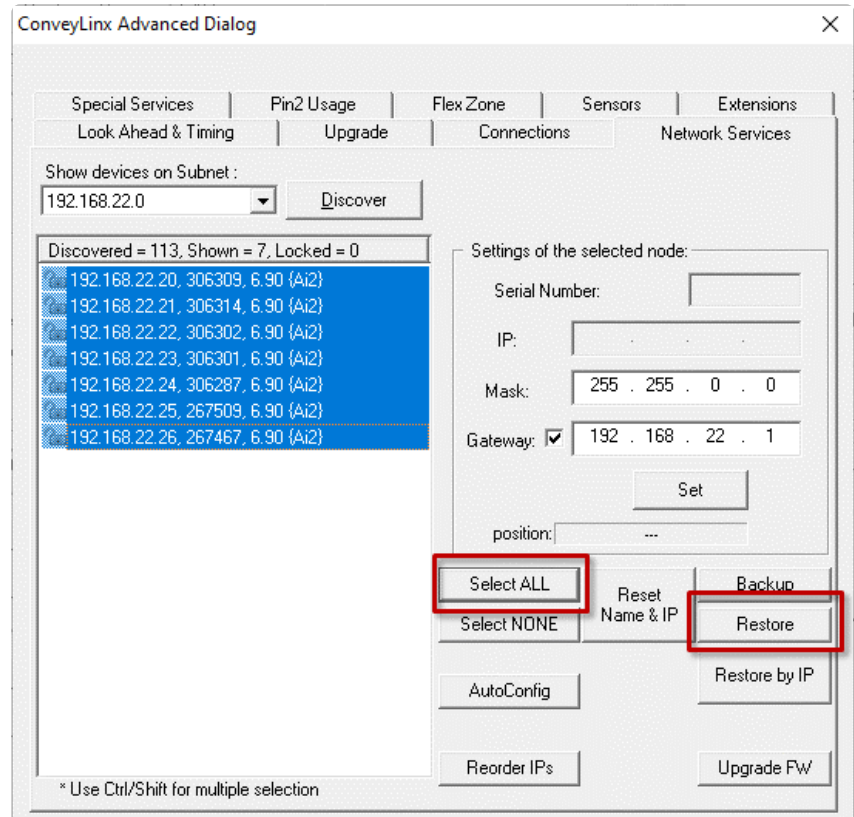 ConveyLinx Advanced Dialog
Special Services Pin2 Usage Flex Zone Sensors Extensions
Look Ahead & Timing Upgrade Connections Network Services
Show devices on Subnet :
192.168.22.0 Discover
Discovered = 113, Shown = 7, Locked = 0
192.168.22.20, 306309, 6.90 {Ai2}
192.168.22.21, 306314, 6.90 {Ai2}
192.168.22.22, 306302, 6.90 {Ai2}
192.168.22.23, 306301, 6.90 {Ai2}
192.168.22.24, 306287, 6.90 {Ai2}
192.168.22.25, 267509, 6.90 {Ai2}
192.168.22.26, 267467, 6.90 {Ai2}
* Use Ctrl/Shift for multiple selection
Settings of the selected node:
Serial Number:
IP: . . .
Mask: 255 . 255 . 0 . 0
Gateway: 192 . 168 . 22 . 1
Set
position: ---
Select ALL
Select NONE
Reset
Name & IP
Backup
Restore
Restore by IP
AutoConfig
Reorder IPs
Upgrade FW